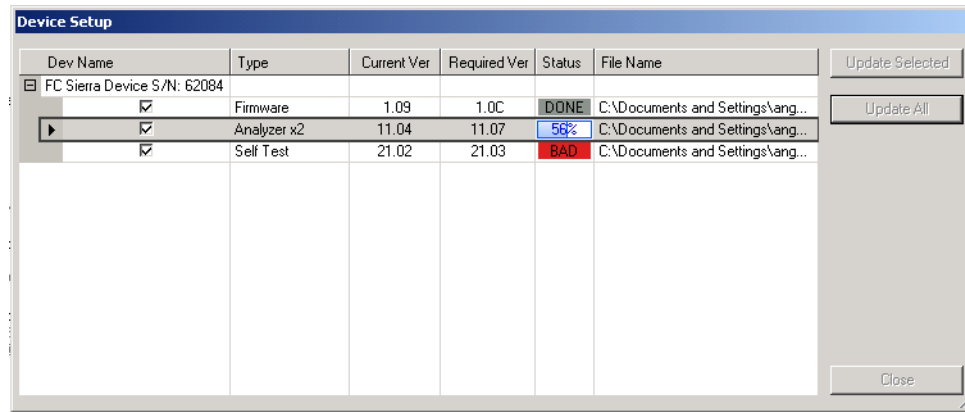 Device Setup
Dev Name Type Current Ver Required Ver Status File Name
FC Sierra Device S/N: 62084
Firmware 1.09 1.0C DONE C:\Documents and Settings\ang...
Analyzer x2 11.04 11.07 56% C:\Documents and Settings\ang...
Self Test 21.02 21.03 BAD C:\Documents and Settings\ang...
Update Selected
Update All
Close